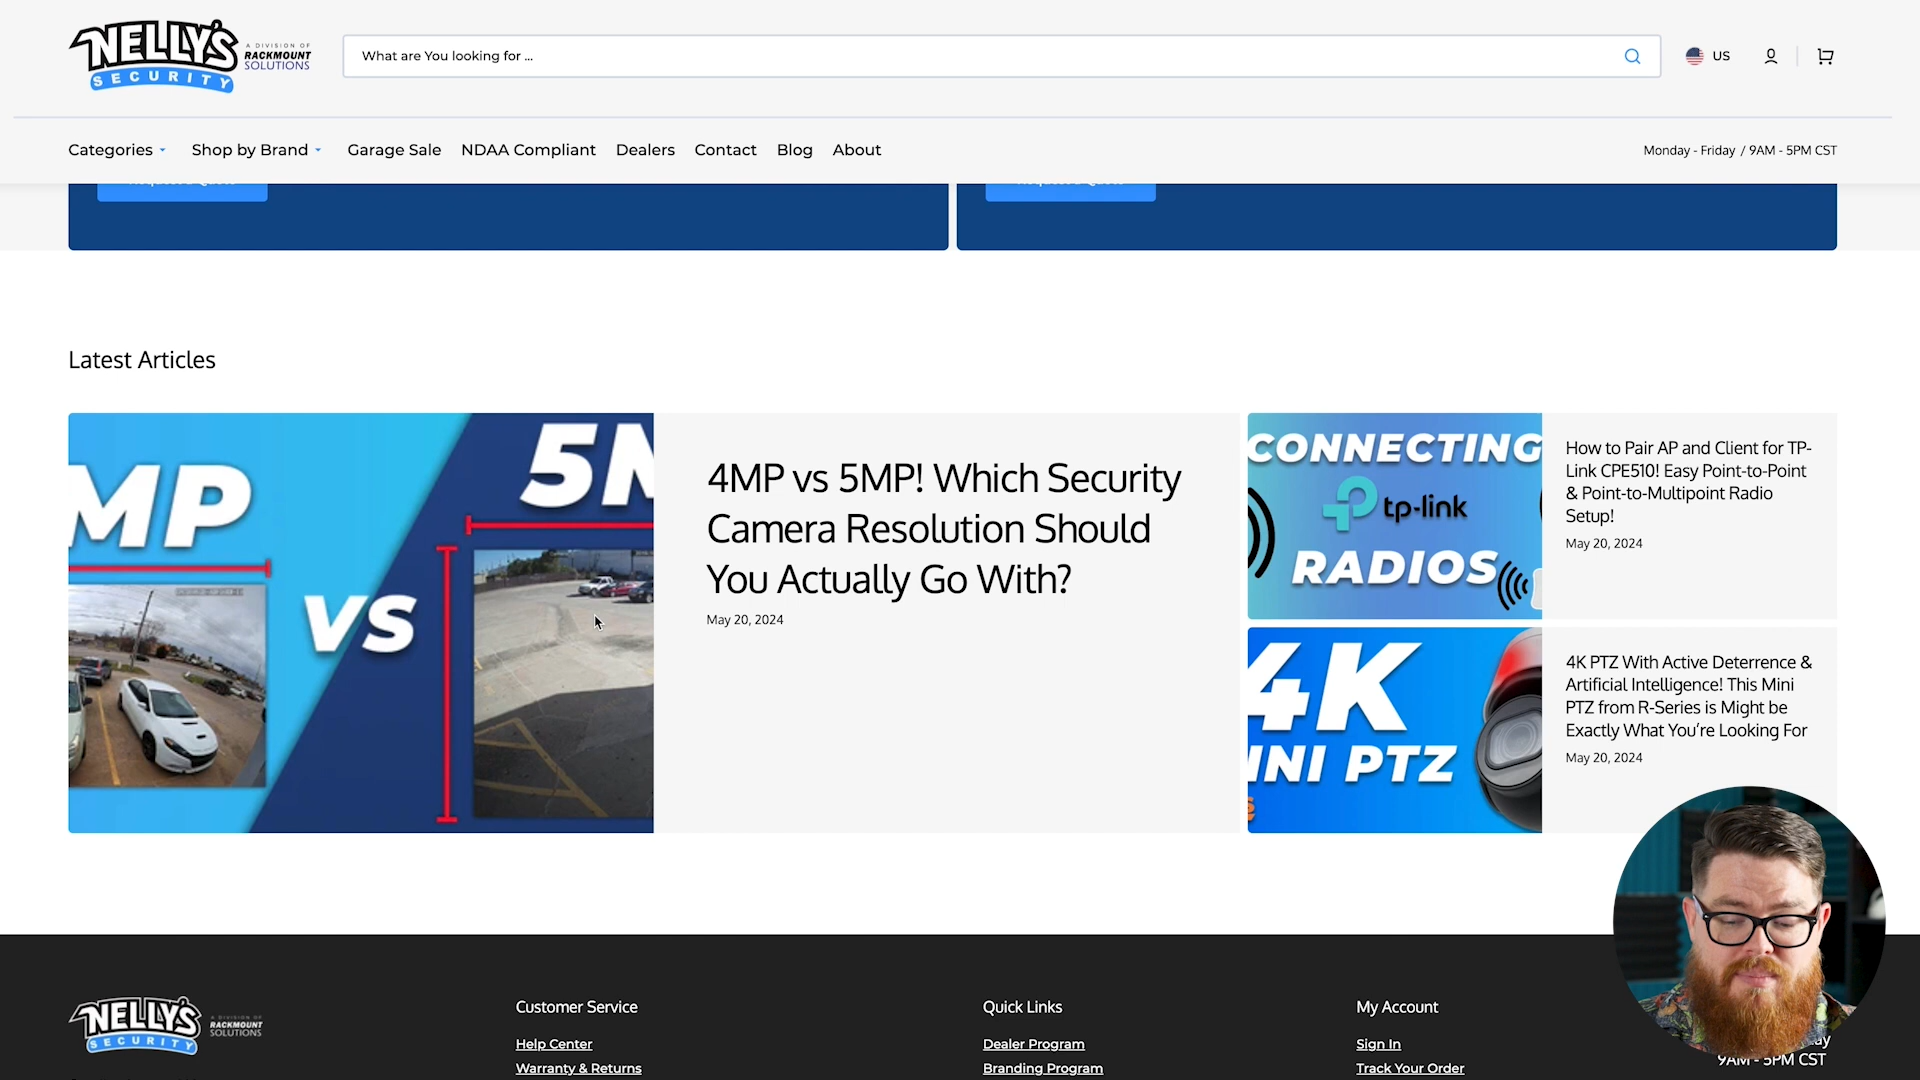 NELLY'S
SECURITY
A DIVISION OF
RACKMOUNT
SOLUTIONS
What are You looking for ...
US
Categories
Shop by Brand
Garage Sale
NDAA Compliant
Dealers
Contact
Blog
About
Monday - Friday / 9AM - 5PM CST
Latest Articles
MP
VS
5M
4MP vs 5MP! Which Security
Camera Resolution Should
You Actually Go With?
May 20, 2024
CONNECTING
tp-link
RADIOS
How to Pair AP and Client for TP-
Link CPE510! Easy Point-to-Point
& Point-to-Multipoint Radio
Setup!
May 20, 2024
4K
INI PTZ
4K PTZ With Active Deterrence &
Artificial Intelligence! This Mini
PTZ from R-Series is Might be
Exactly What You're Looking For
May 20, 2024
NELLY'S
SECURITY
A DIVISION OF
RACKMOUNT
SOLUTIONS
Customer Service
Help Center
Warranty & Returns
Quick Links
Dealer Program
Branding Program
My Account
Sign In
Track Your Order
ay
9AM - 5PM CST